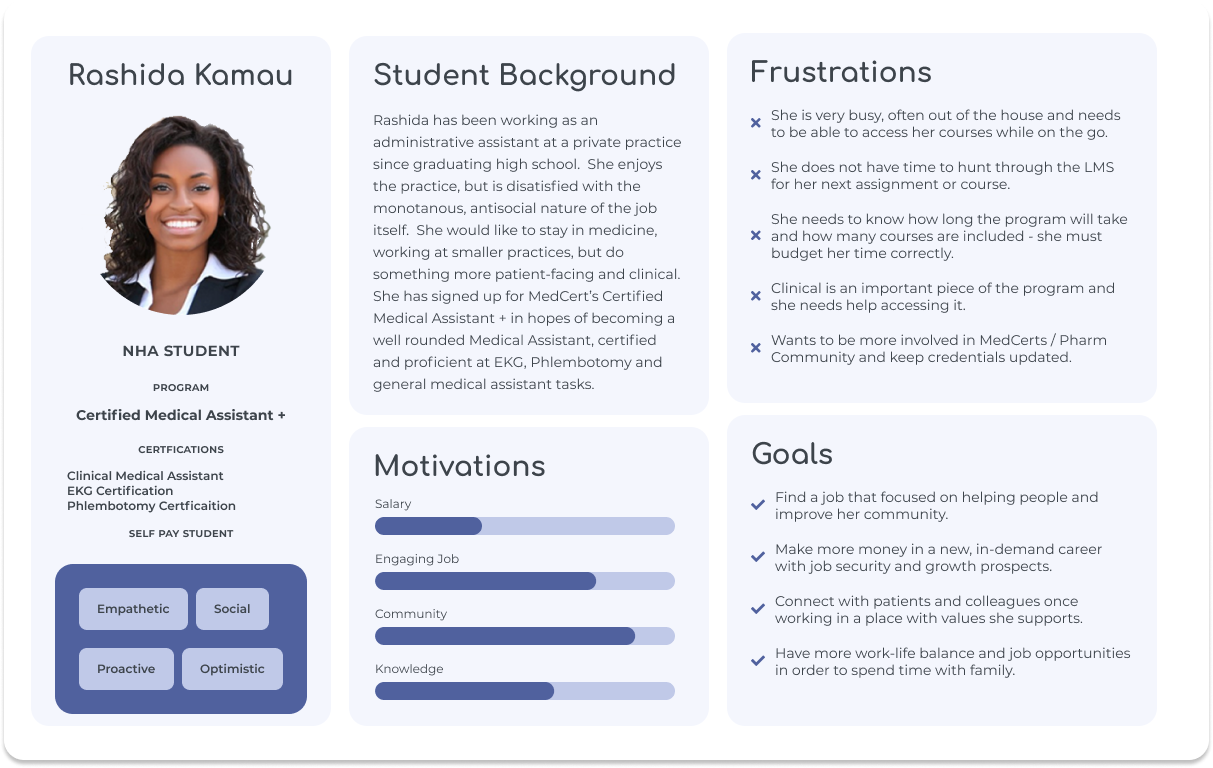 Rashida Kamau
NHA STUDENT
PROGRAM
Certified Medical Assistant +
CERTFICATIONS
Clinical Medical Assistant
EKG Certification
Phlembotomy Certficaition
SELF PAY STUDENT
Empathetic
Social
Proactive
Optimistic
Student Background
Rashida has been working as an
administrative assistant at a private practice
since graduating high school.  She enjoys
the practice, but is disatisfied with the
monotanous, antisocial nature of the job
itself.  She would like to stay in medicine,
working at smaller practices, but do
something more patient-facing and clinical.
She has signed up for MedCert’s Certified
Medical Assistant + in hopes of becoming a
well rounded Medical Assistant, certified
and proficient at EKG, Phlembotomy and
general medical assistant tasks.
Motivations
Salary
Engaging Job
Community
Knowledge
Frustrations
She is very busy, often out of the house and needs
to be able to access her courses while on the go.
She does not have time to hunt through the LMS
for her next assignment or course.
She needs to know how long the program will take
and how many courses are included - she must
budget her time correctly.
Clinical is an important piece of the program and
she needs help accessing it.
Wants to be more involved in MedCerts / Pharm
Community and keep credentials updated.
Goals
Find a job that focused on helping people and
improve her community.
Make more money in a new, in-demand career
with job security and growth prospects.
Connect with patients and colleagues once
working in a place with values she supports.
Have more work-life balance and job opportunities
in order to spend time with family.